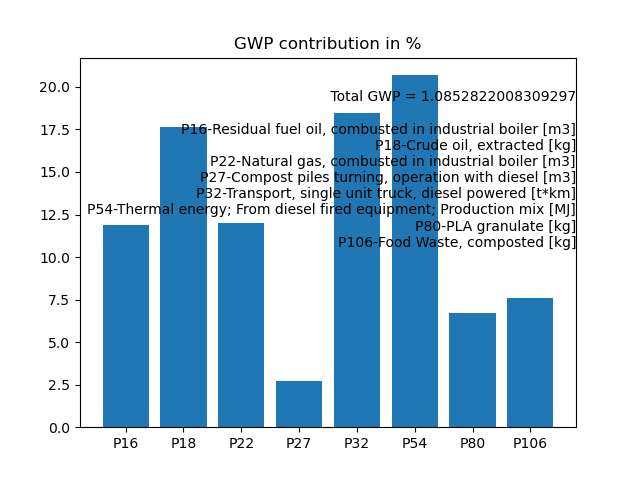 GWP contribution in %
20.0
17.5
15.0
12.5
10.0
7.5
5.0
2.5
0.0
Total GWP = 1.0852822008309297
P16-Residual fuel oil, combusted in industrial boiler [m3]
P18-Crude oil, extracted [kg]
P22-Natural gas, combusted in industrial boiler [m3]
P27-Compost piles turning, operation with diesel [m3]
P32-Transport, single unit truck, diesel powered [t*km]
P54-Thermal energy; From diesel fired equipment; Production mix [MJ]
P80-PLA granulate [kg]
P106-Food Waste, composted [kg]
P16 P18 P22 P27 P32 P54 P80 P106